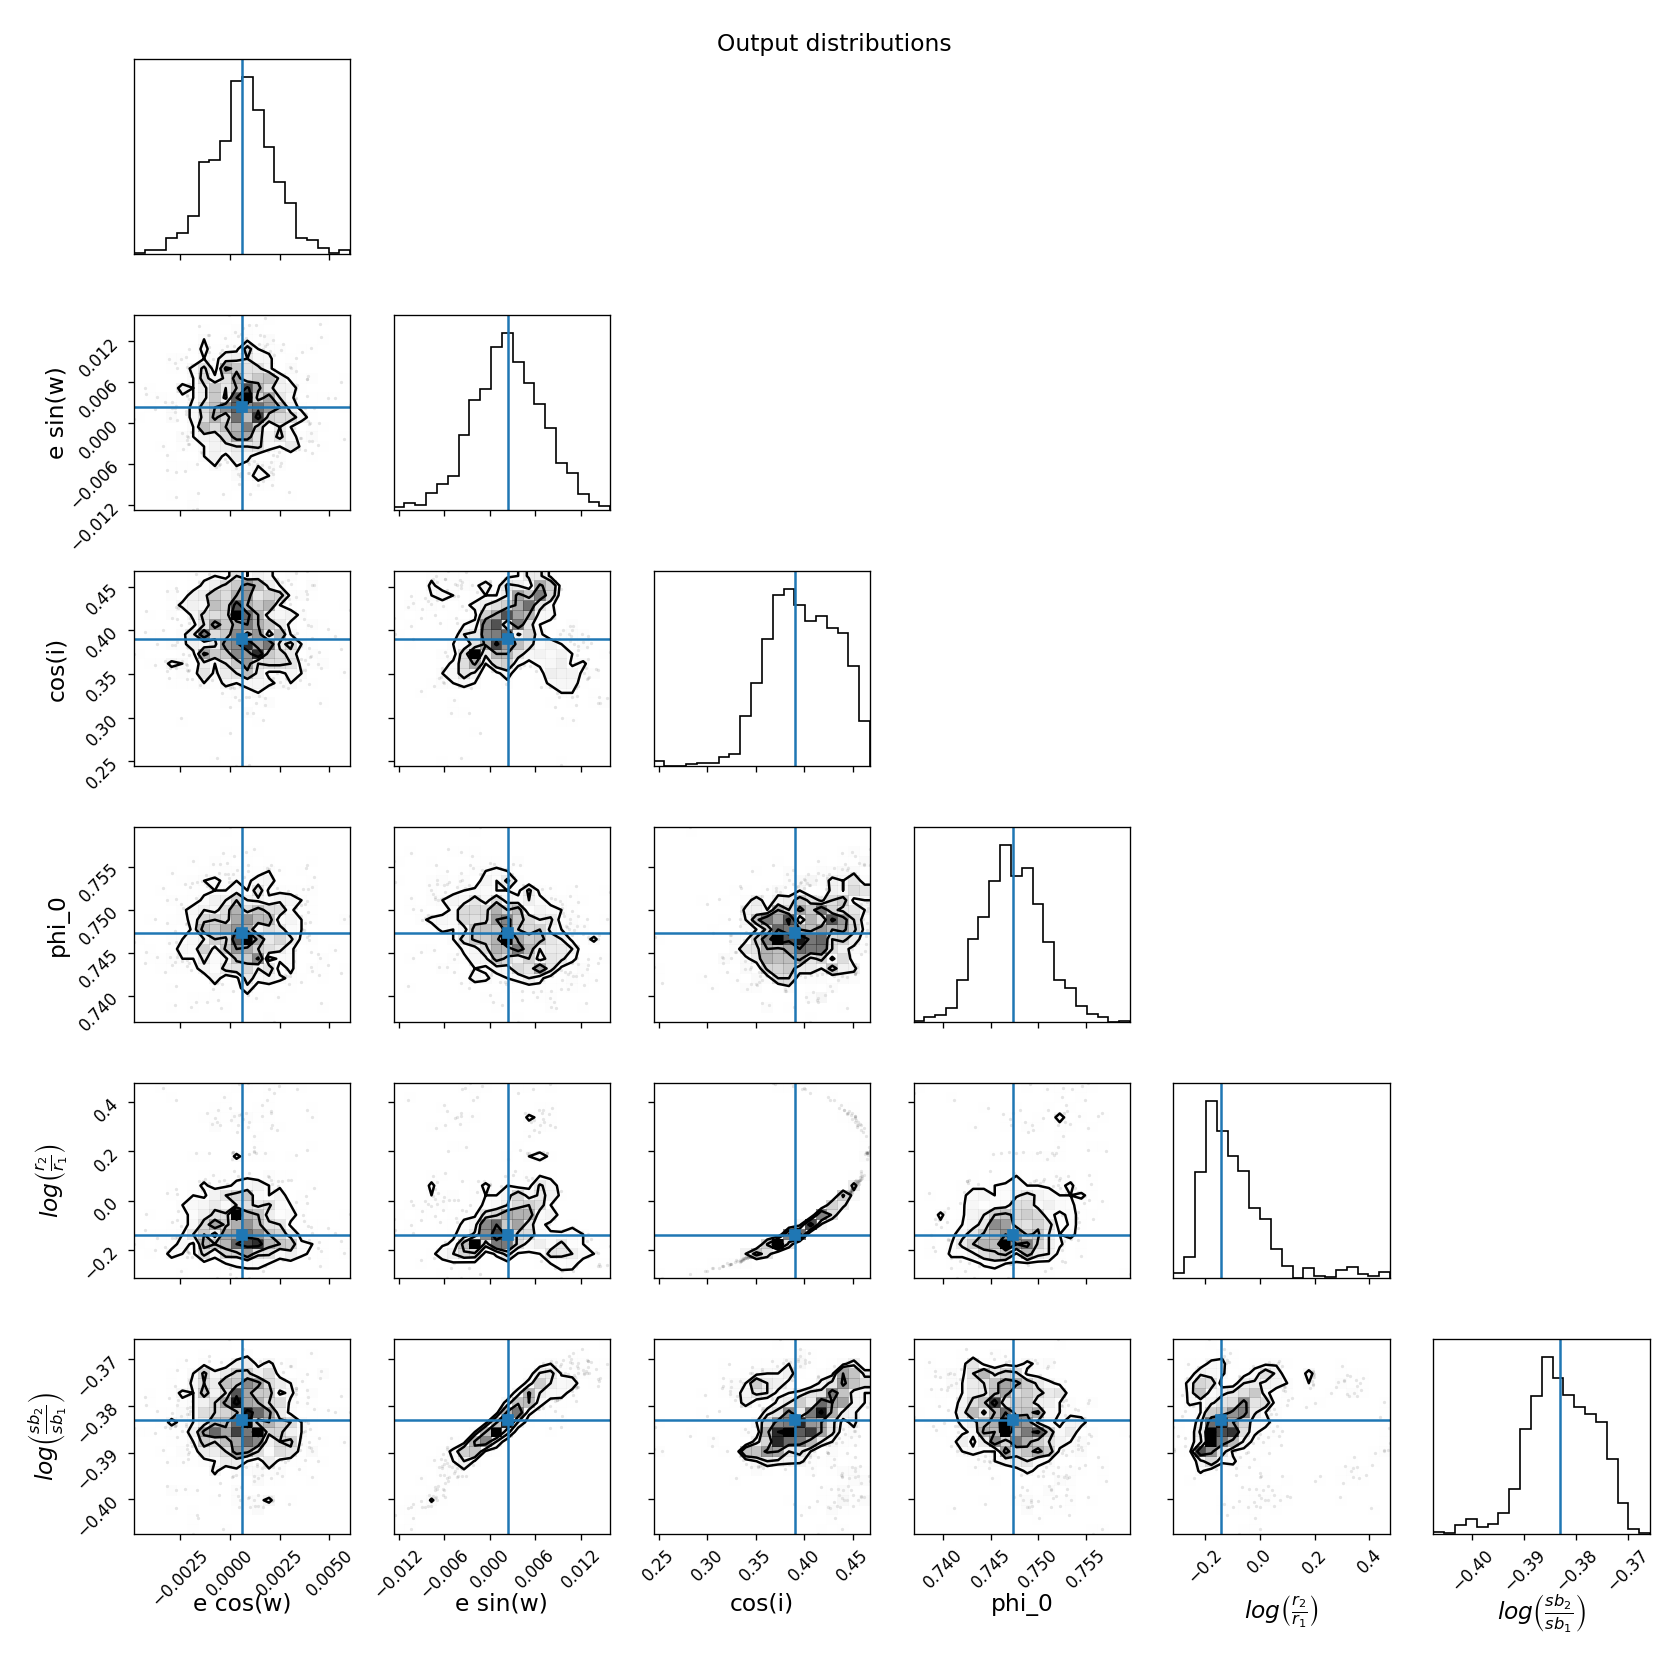 Output distributions
e sin(w)
0.012
0.006
0.000
−0.006
−0.012
cos(i)
0.45
0.40
0.35
0.30
0.25
phi_0
0.755
0.750
0.745
0.740
log(r₂/r₁)
0.4
0.2
0.0
−0.2
log(sb₂/sb₁)
−0.37
−0.38
−0.39
−0.40
−0.0025 0.0000 0.0025 0.0050
−0.012 −0.006 0.000 0.006 0.012
0.25 0.30 0.35 0.40 0.45
0.740 0.745 0.750 0.755
−0.2 0.0 0.2 0.4
−0.40 −0.39 −0.38 −0.37
e cos(w) e sin(w) cos(i) phi_0 log(r₂/r₁) log(sb₂/sb₁)